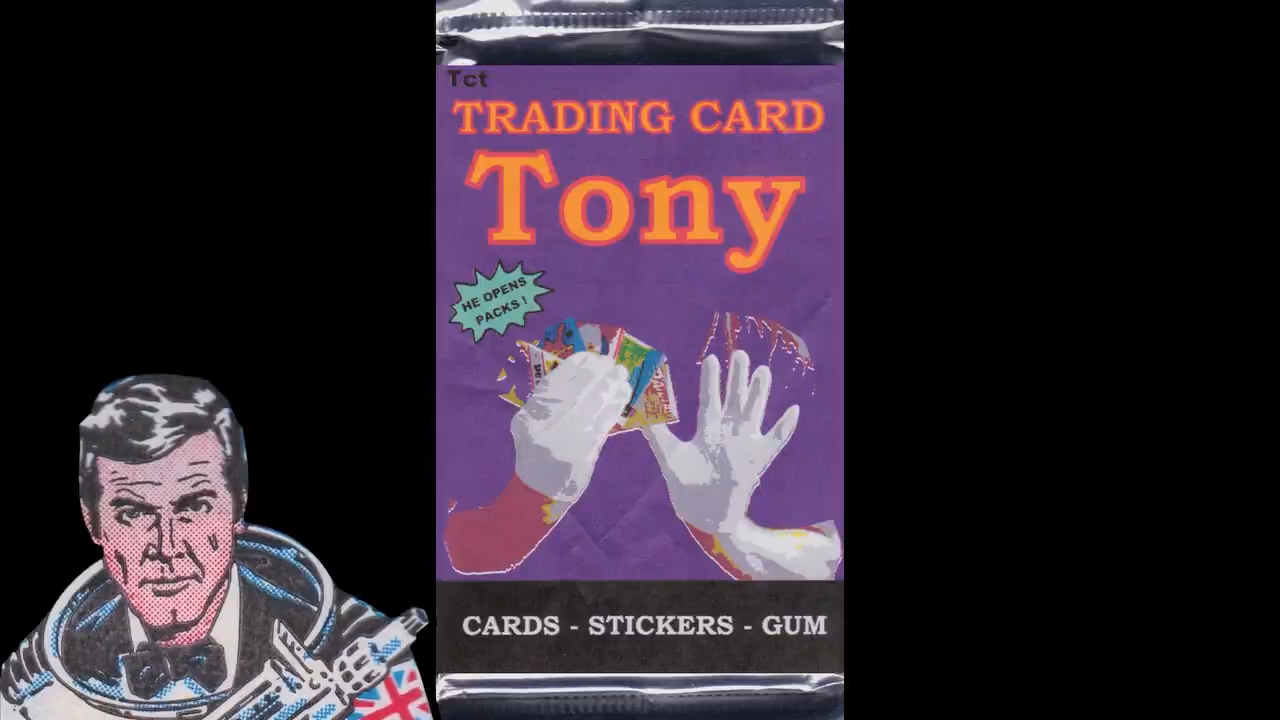 Tct
TRADING CARD
Tony
HE OPENS
PACKS!
CARDS - STICKERS - GUM